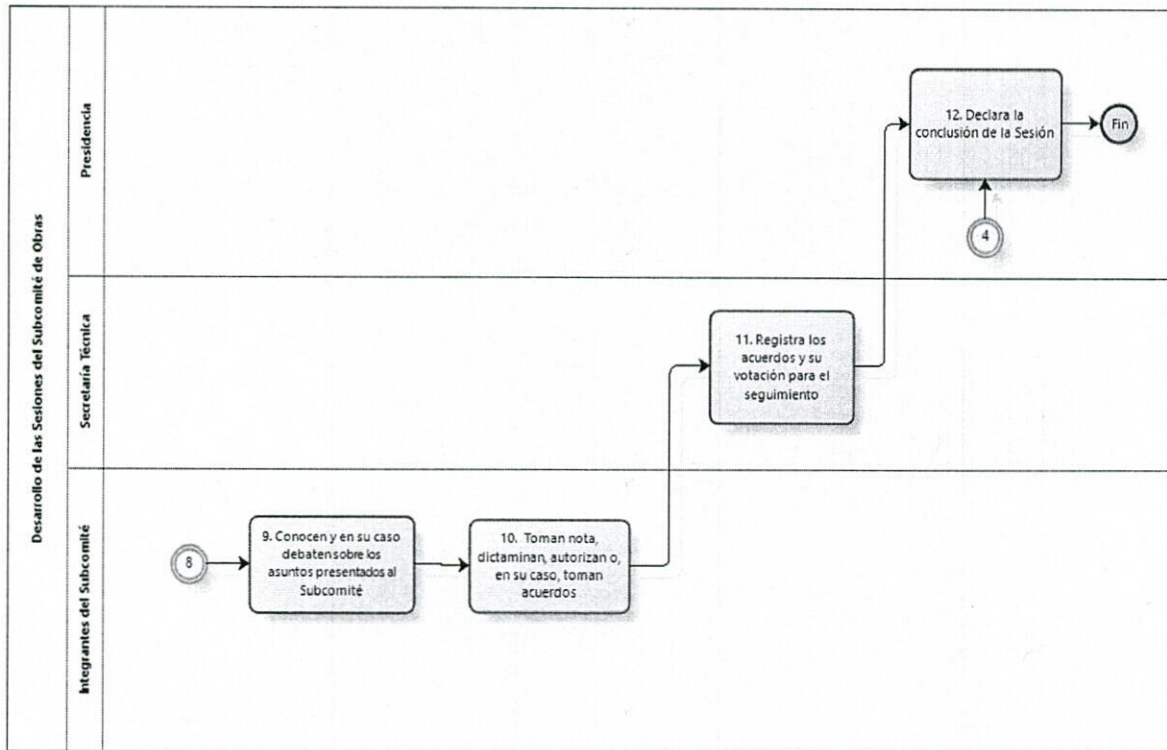 Desarrollo de las Sesiones del Subcomité de Obras
Presidencia
12. Declara la
conclusión de la Sesión
Fin
4
Secretaría Técnica
11. Registra los
acuerdos y su
votación para el
seguimiento
Integrantes del Subcomité
8
9. Conocen y en su caso
debaten sobre los
asuntos presentados al
Subcomité
10. Toman nota,
dictaminan, autorizan o,
en su caso, toman
acuerdos